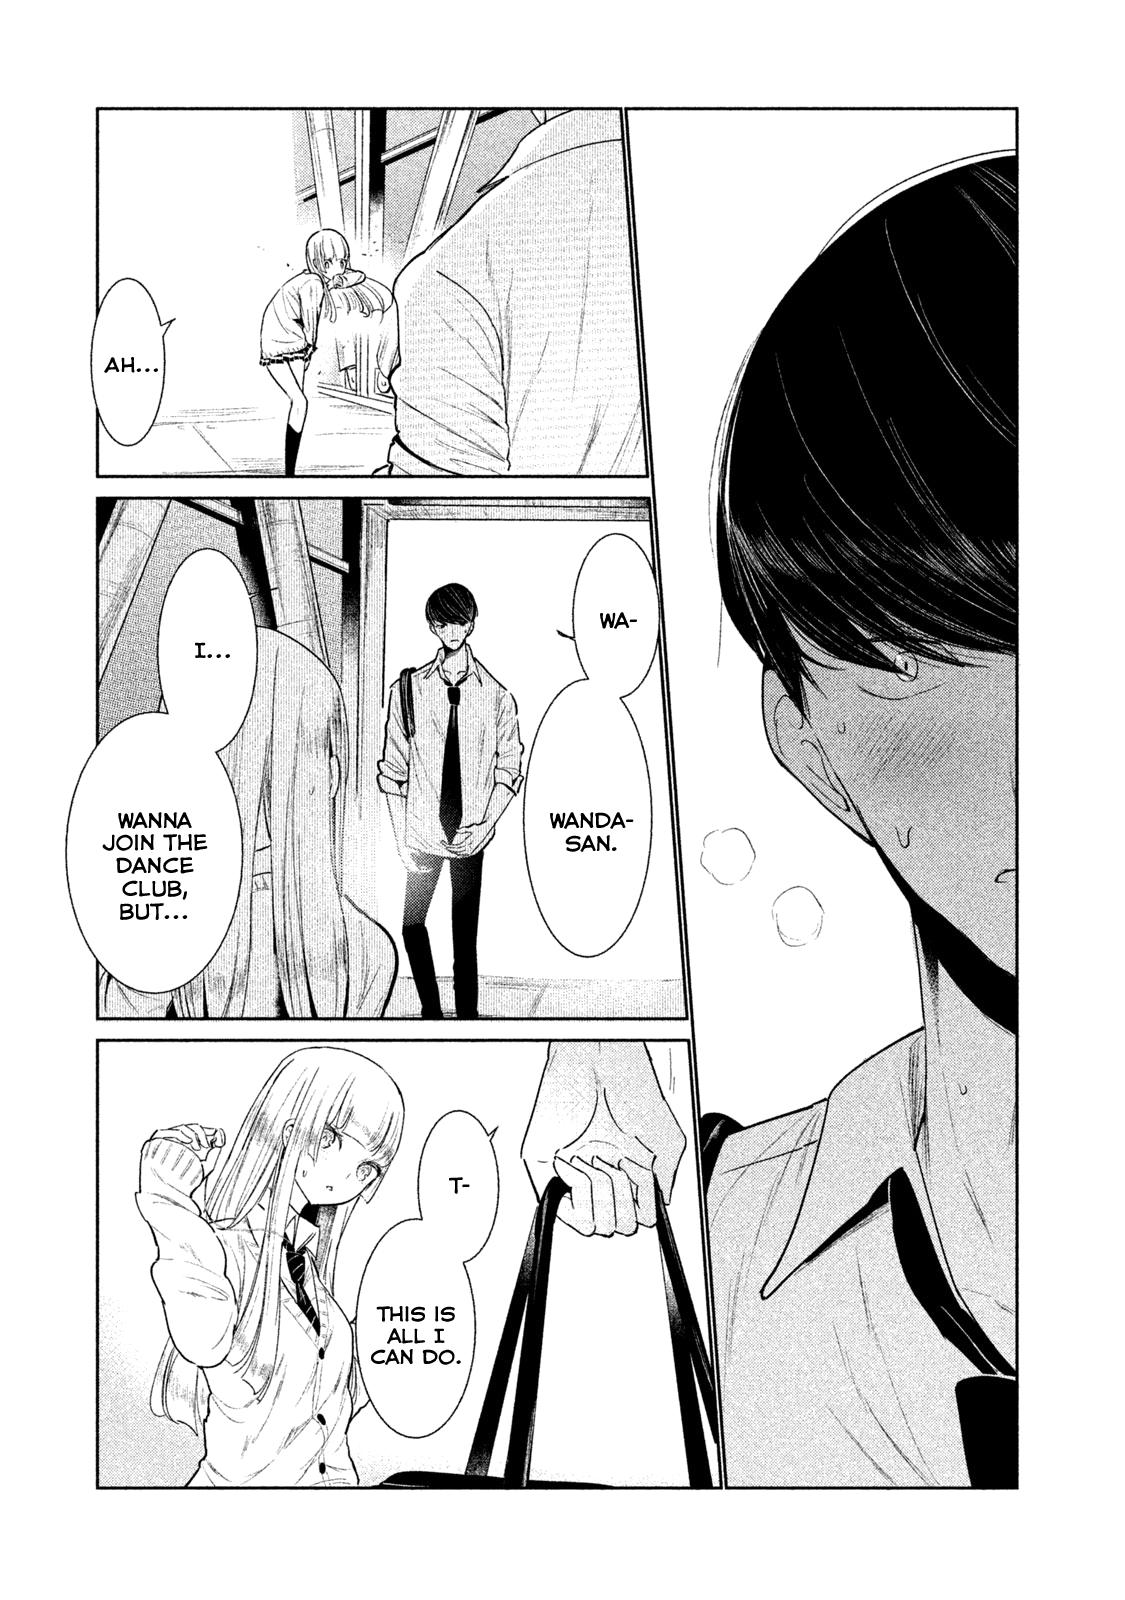 AH...
WA-
WANDA-
SAN.
I...
WANNA
JOIN THE
DANCE
CLUB,
BUT...
T-
THIS IS
ALL I
CAN DO.